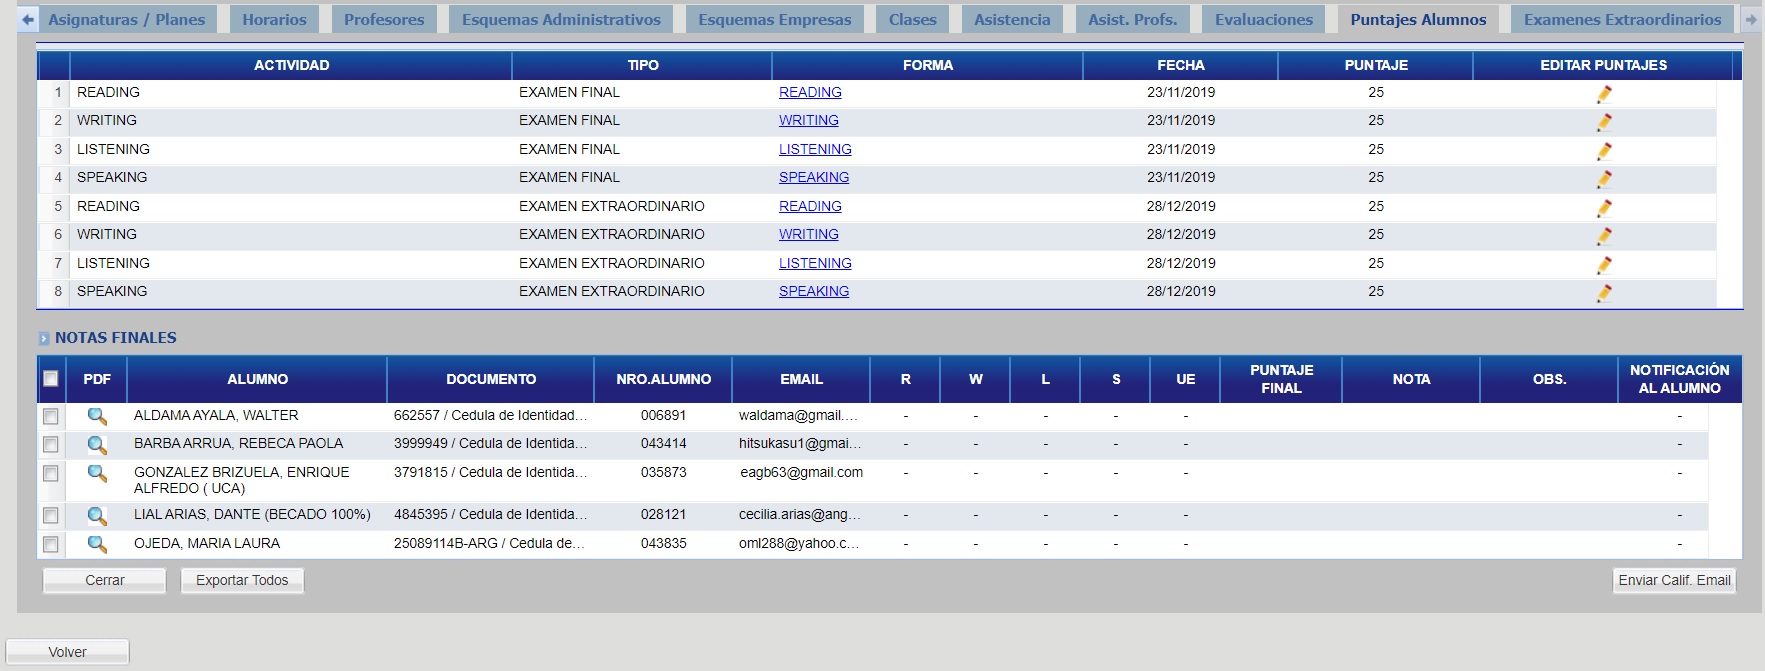 Asignaturas / Planes Horarios Profesores Esquemas Administrativos Esquemas Empresas Clases Asistencia Asist. Profs. Evaluaciones Puntajes Alumnos Examenes Extraordinarios
ACTIVIDAD TIPO FORMA FECHA PUNTAJE EDITAR PUNTAJES
1 READING EXAMEN FINAL READING 23/11/2019 25
2 WRITING EXAMEN FINAL WRITING 23/11/2019 25
3 LISTENING EXAMEN FINAL LISTENING 23/11/2019 25
4 SPEAKING EXAMEN FINAL SPEAKING 23/11/2019 25
5 READING EXAMEN EXTRAORDINARIO READING 28/12/2019 25
6 WRITING EXAMEN EXTRAORDINARIO WRITING 28/12/2019 25
7 LISTENING EXAMEN EXTRAORDINARIO LISTENING 28/12/2019 25
8 SPEAKING EXAMEN EXTRAORDINARIO SPEAKING 28/12/2019 25
NOTAS FINALES
PDF ALUMNO DOCUMENTO NRO.ALUMNO EMAIL R W L S UE PUNTAJE FINAL NOTA OBS. NOTIFICACIÓN AL ALUMNO
ALDAMA AYALA, WALTER 662557 / Cedula de Identidad... 006891 waldama@gmail.... - - - - - -
BARBA ARRUA, REBECA PAOLA 3999949 / Cedula de Identida... 043414 hitsukasu1@gmai... - - - - - -
GONZALEZ BRIZUELA, ENRIQUE 3791815 / Cedula de Identida... 035873 eagb63@gmail.com - - - - - -
ALFREDO ( UCA)
LIAL ARIAS, DANTE (BECADO 100%) 4845395 / Cedula de Identida... 028121 cecilia.arias@ang... - - - - - -
OJEDA, MARIA LAURA 25089114B-ARG / Cedula de... 043835 oml288@yahoo.c... - - - - - -
Cerrar Exportar Todos Enviar Calif. Email
Volver